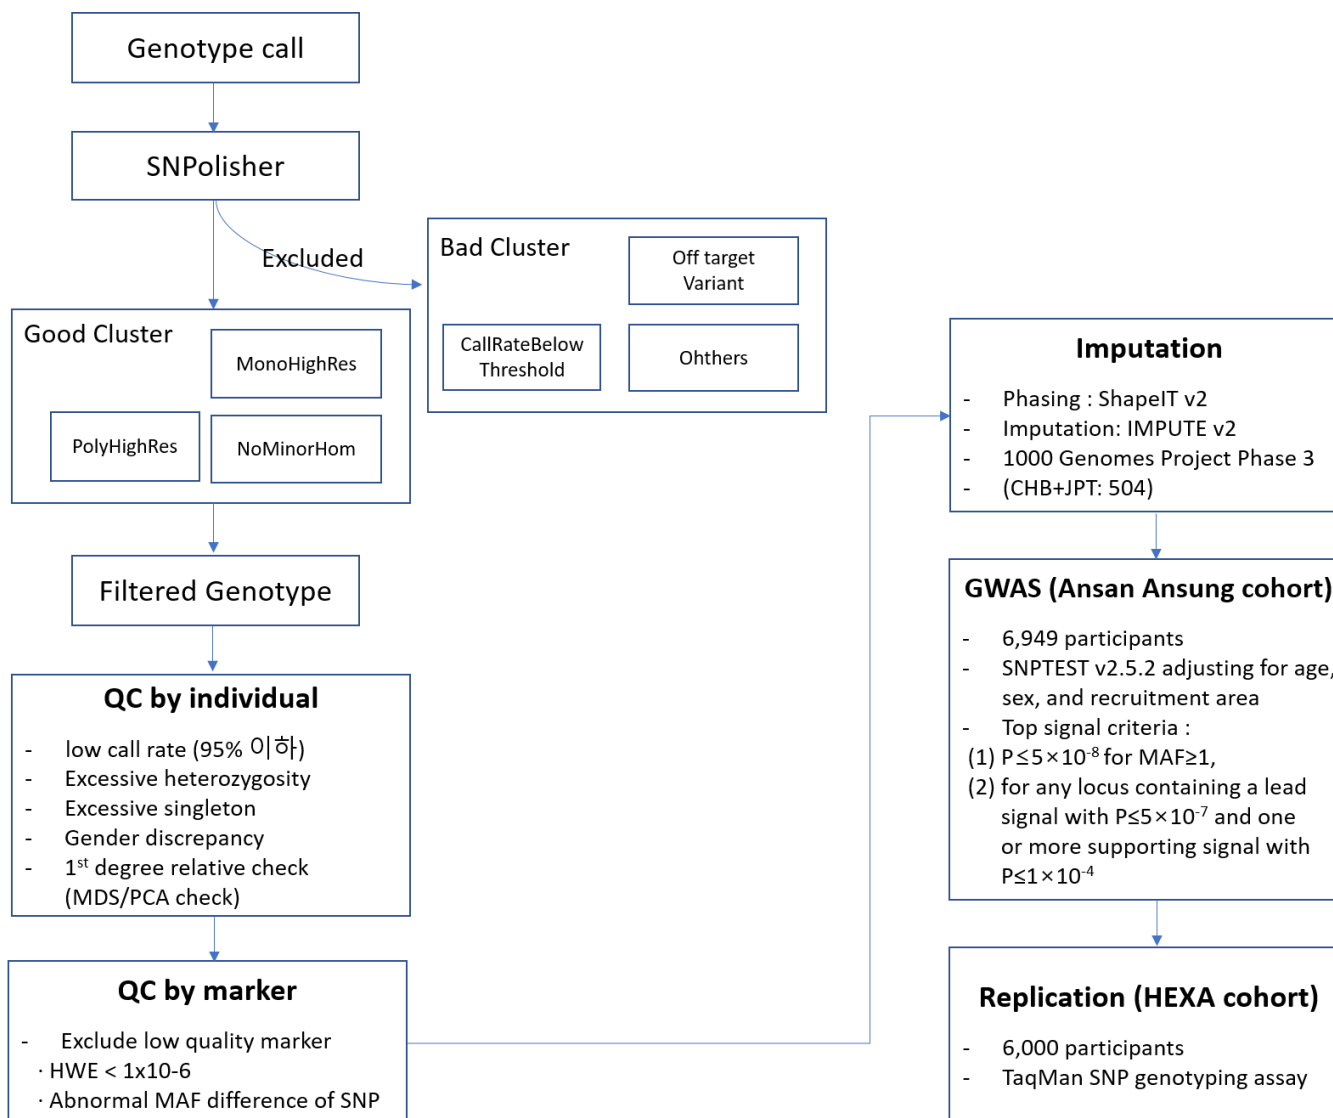 Genotype call
SNPolisher
Excluded
Bad Cluster
Off target
Variant
CallRateBelow
Threshold
Ohthers
Good Cluster
MonoHighRes
PolyHighRes
NoMinorHom
Filtered Genotype
QC by individual
- low call rate (95% 이하)
- Excessive heterozygosity
- Excessive singleton
- Gender discrepancy
- 1st degree relative check
(MDS/PCA check)
QC by marker
- Exclude low quality marker
· HWE < 1x10-6
· Abnormal MAF difference of SNP
Imputation
- Phasing : ShapeIT v2
- Imputation: IMPUTE v2
- 1000 Genomes Project Phase 3
- (CHB+JPT: 504)
GWAS (Ansan Ansung cohort)
- 6,949 participants
- SNPTEST v2.5.2 adjusting for age,
sex, and recruitment area
- Top signal criteria :
(1) P≤5×10-8 for MAF≥1,
(2) for any locus containing a lead
signal with P≤5×10-7 and one
or more supporting signal with
P≤1×10-4
Replication (HEXA cohort)
- 6,000 participants
- TaqMan SNP genotyping assay